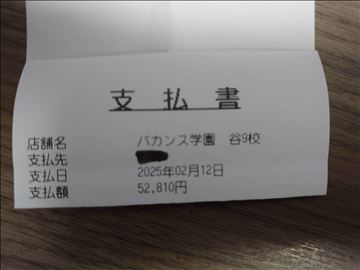 支払書
店舗名 バカンス学園 谷9校
支払先
支払日 2025年02月12日
支払額 52,810円